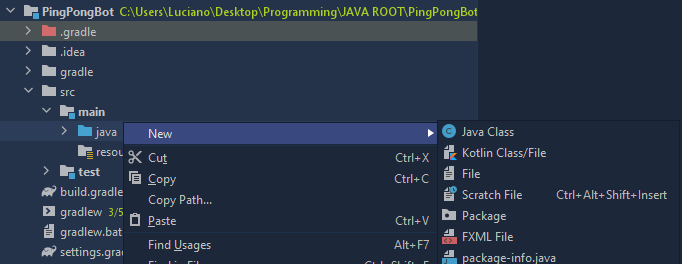 PingPongBot C:\Users\Luciano\Desktop\Programming\JAVA ROOT\PingPongBot
.gradle
.idea
gradle
src
main
java
resou
test
build.gradle
gradlew 3/5
gradlew.bat
settings.gra
New
Cut Ctrl+X
Copy Ctrl+C
Copy Path...
Paste Ctrl+V
Find Usages Alt+F7
Java Class
Kotlin Class/File
File
Scratch File Ctrl+Alt+Shift+Insert
Package
FXML File
package-info.java